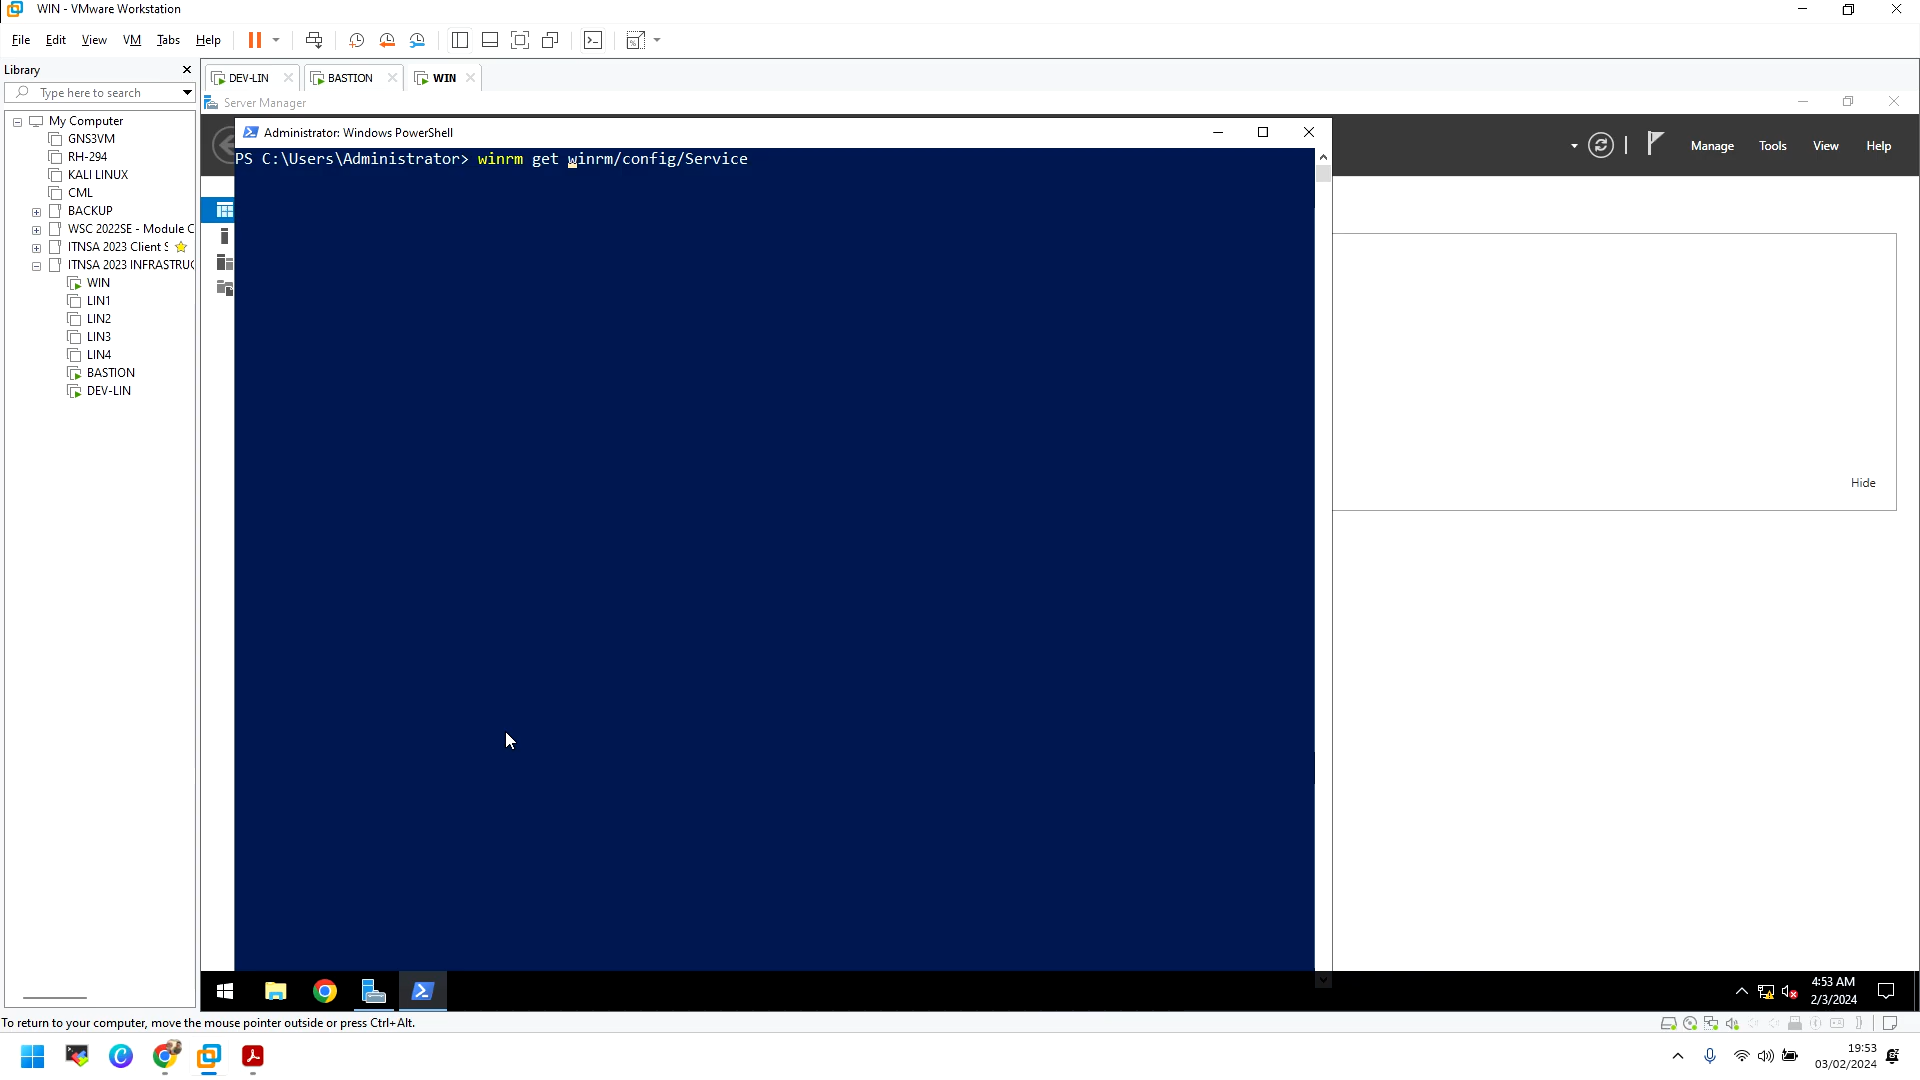 WIN - VMware Workstation
File Edit View VM Tabs Help
Library
Type here to search
My Computer
GNS3VM
RH-294
KALI LINUX
CML
BACKUP
WSC 2022SE - Module C
ITNSA 2023 Client S
ITNSA 2023 INFRASTRUC
WIN
LIN1
LIN2
LIN3
LIN4
BASTION
DEV-LIN
DEV-LIN BASTION WIN
Server Manager
Administrator: Windows PowerShell
PS C:\Users\Administrator> winrm get winrm/config/Service
Manage Tools View Help
Hide
4:53 AM
2/3/2024
To return to your computer, move the mouse pointer outside or press Ctrl+Alt.
19:53
03/02/2024